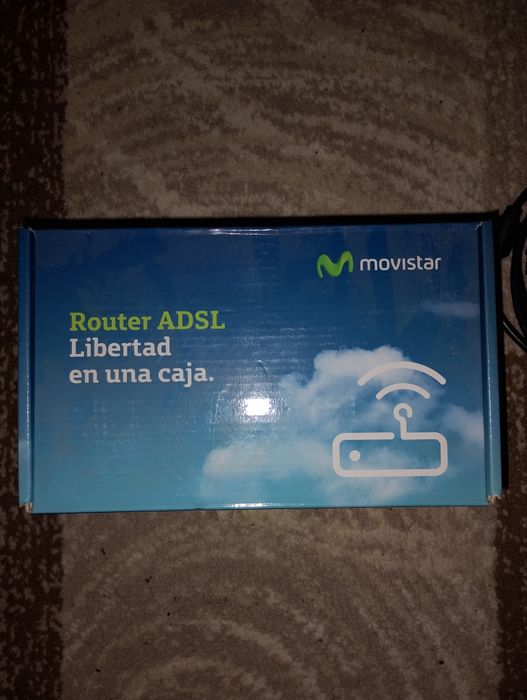 movistar
Router ADSL
Libertad
en una caja.